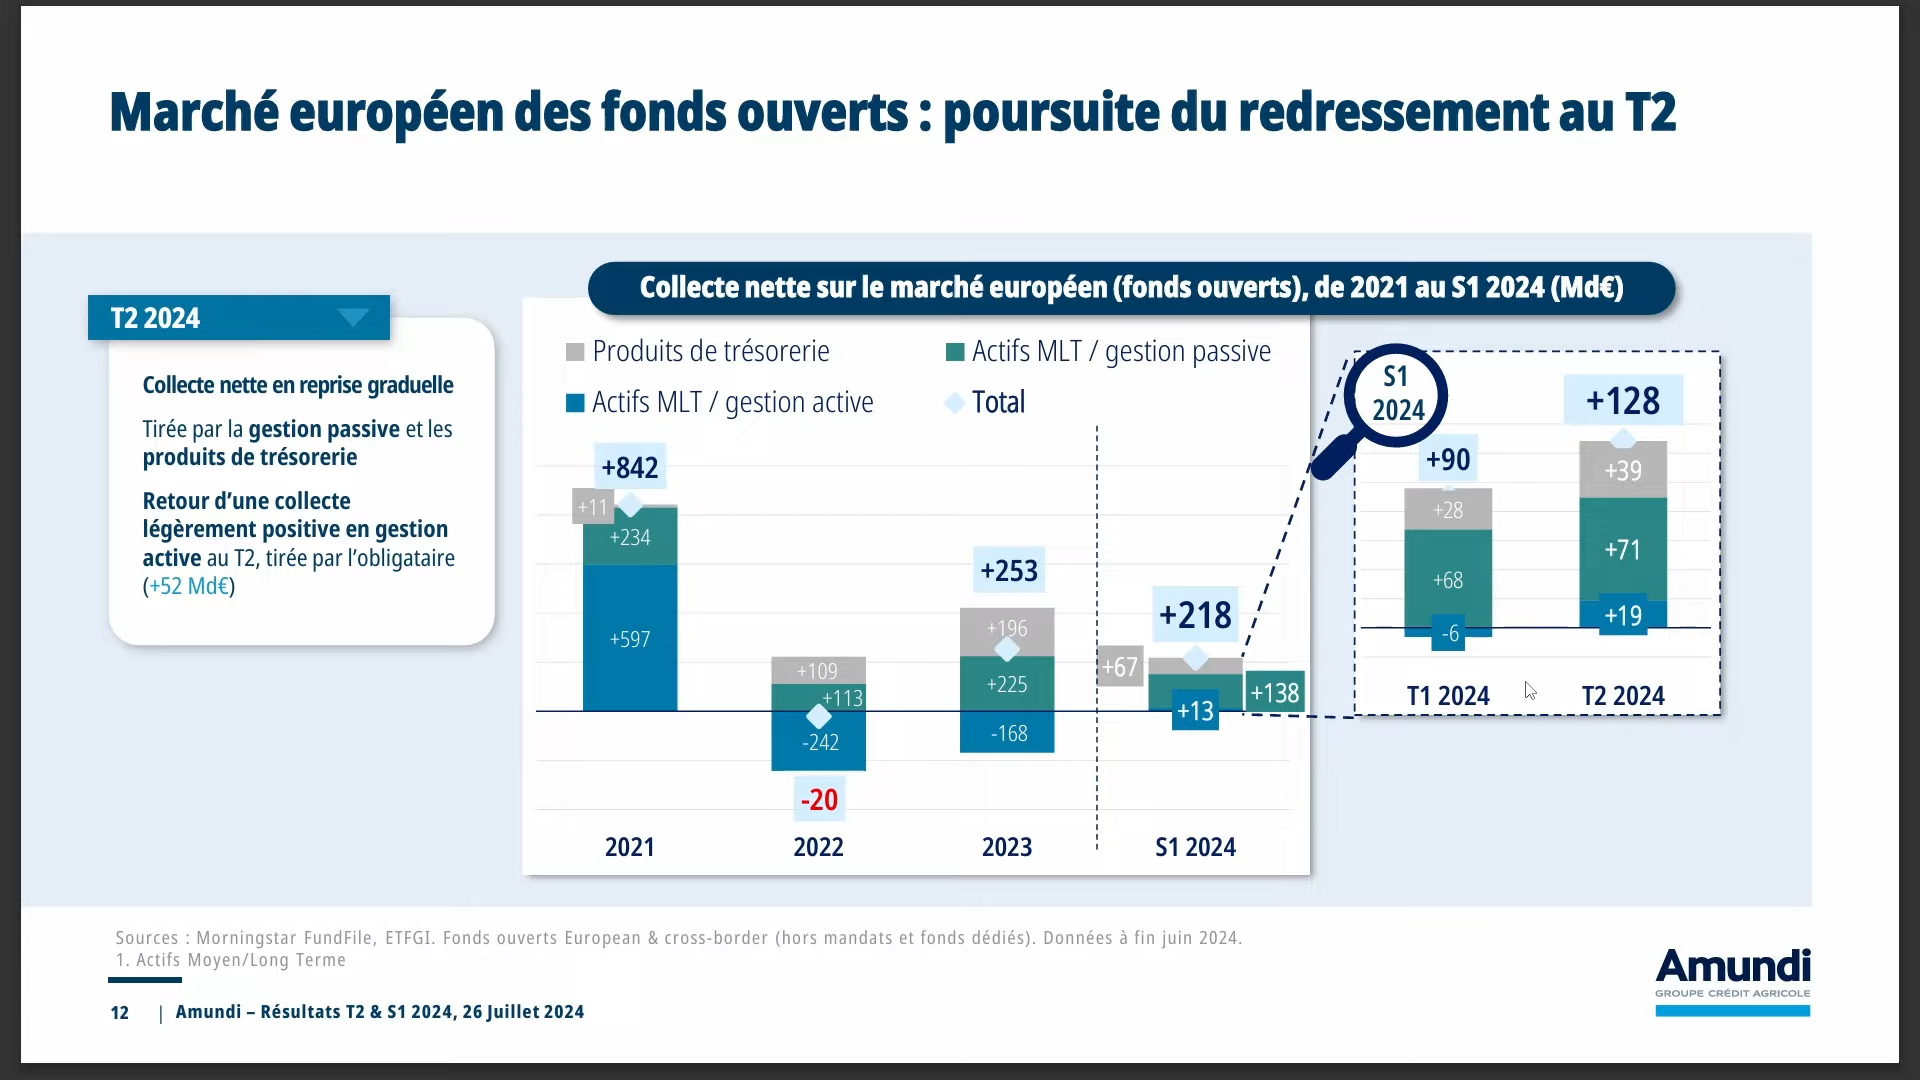 Marché européen des fonds ouverts : poursuite du redressement au T2
T2 2024
Collecte nette en reprise graduelle
Tirée par la gestion passive et les
produits de trésorerie
Retour d’une collecte
légèrement positive en gestion
active au T2, tirée par l’obligataire
(+52 Md€)
Collecte nette sur le marché européen (fonds ouverts), de 2021 au S1 2024 (Md€)
Produits de trésorerie
Actifs MLT / gestion passive
Actifs MLT / gestion active
Total
+842
+11
+234
+597
2021
+109
+113
-242
-20
2022
+253
+196
+225
-168
2023
+218
+67
+138
+13
S1 2024
S1
2024
+90
+28
+68
-6
T1 2024
+128
+39
+71
+19
T2 2024
Sources : Morningstar FundFile, ETFGI. Fonds ouverts European & cross-border (hors mandats et fonds dédiés). Données à fin juin 2024.
1. Actifs Moyen/Long Terme
12 | Amundi – Résultats T2 & S1 2024, 26 Juillet 2024
Amundi
GROUPE CRÉDIT AGRICOLE